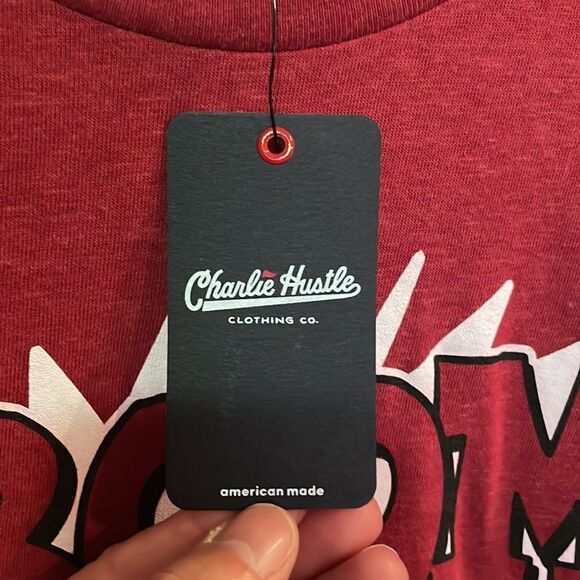 Charlie Hustle
CLOTHING CO.
american made